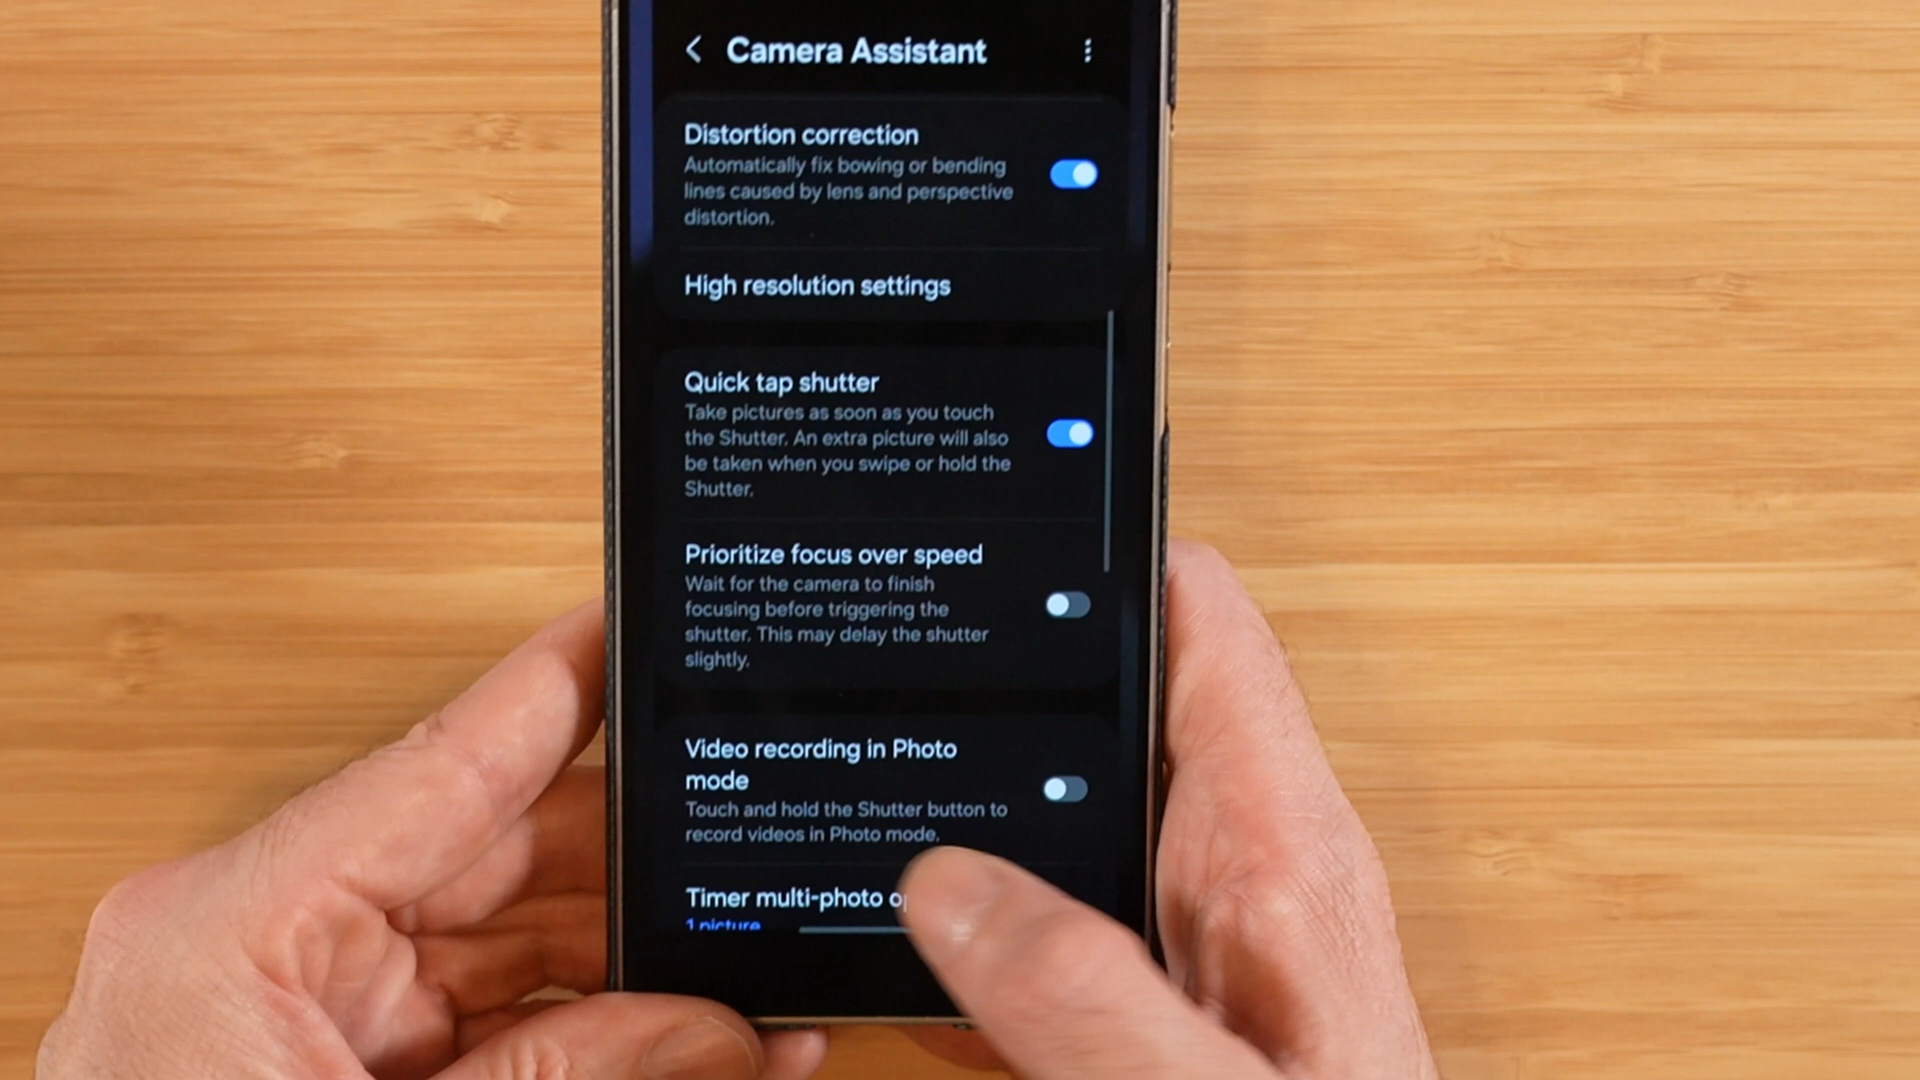 Camera Assistant
Distortion correction
Automatically fix bowing or bending
lines caused by lens and perspective
distortion.
High resolution settings
Quick tap shutter
Take pictures as soon as you touch
the Shutter. An extra picture will also
be taken when you swipe or hold the
Shutter.
Prioritize focus over speed
Wait for the camera to finish
focusing before triggering the
shutter. This may delay the shutter
slightly.
Video recording in Photo
mode
Touch and hold the Shutter button to
record videos in Photo mode.
Timer multi-photo
1 picture